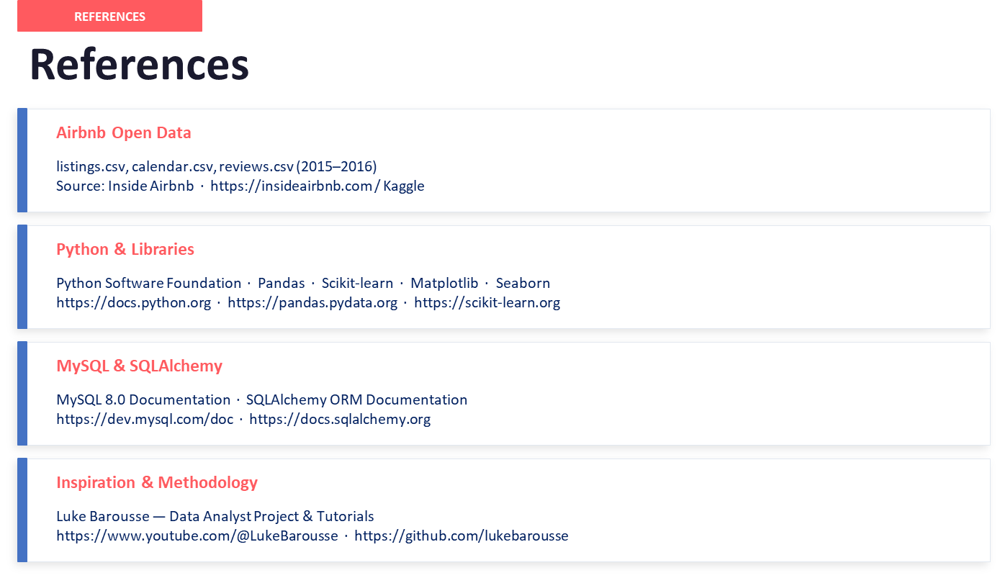 REFERENCES
References
Airbnb Open Data
listings.csv, calendar.csv, reviews.csv (2015–2016)
Source: Inside Airbnb · https://insideairbnb.com / Kaggle
Python & Libraries
Python Software Foundation · Pandas · Scikit-learn · Matplotlib · Seaborn
https://docs.python.org · https://pandas.pydata.org · https://scikit-learn.org
MySQL & SQLAlchemy
MySQL 8.0 Documentation · SQLAlchemy ORM Documentation
https://dev.mysql.com/doc · https://docs.sqlalchemy.org
Inspiration & Methodology
Luke Barousse — Data Analyst Project & Tutorials
https://www.youtube.com/@LukeBarousse · https://github.com/lukebarousse